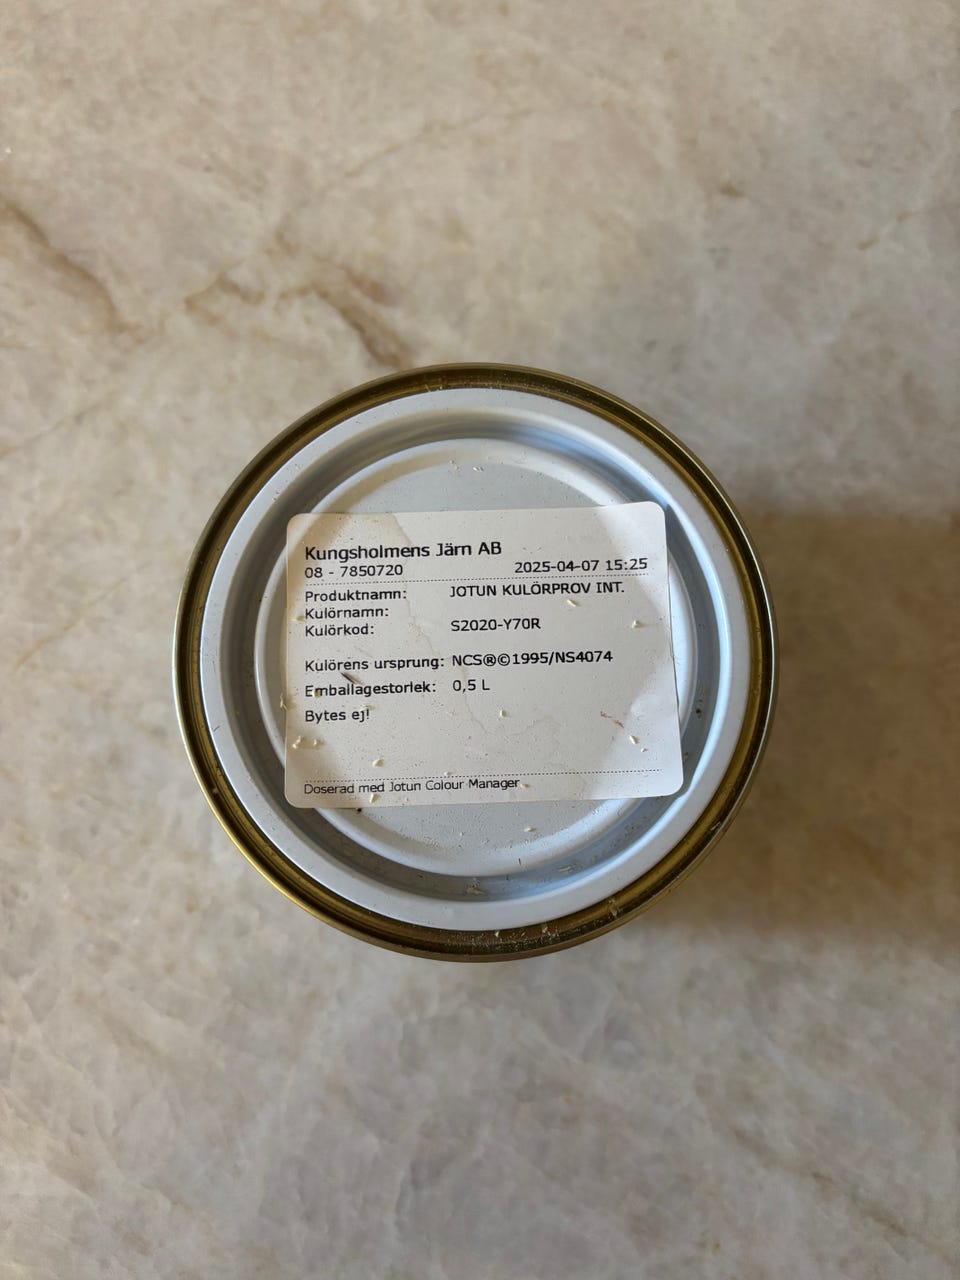 Kungsholmens Järn AB
08 - 7850720 2025-04-07 15:25
Produktnamn: JOTUN KULÖRPROV INT.
Kulörnamn:
Kulörkod: S2020-Y70R
Kulörens ursprung: NCS®©1995/NS4074
Emballagestorlek: 0,5 L
Bytes ej!
Doserad med Jotun Colour Manager